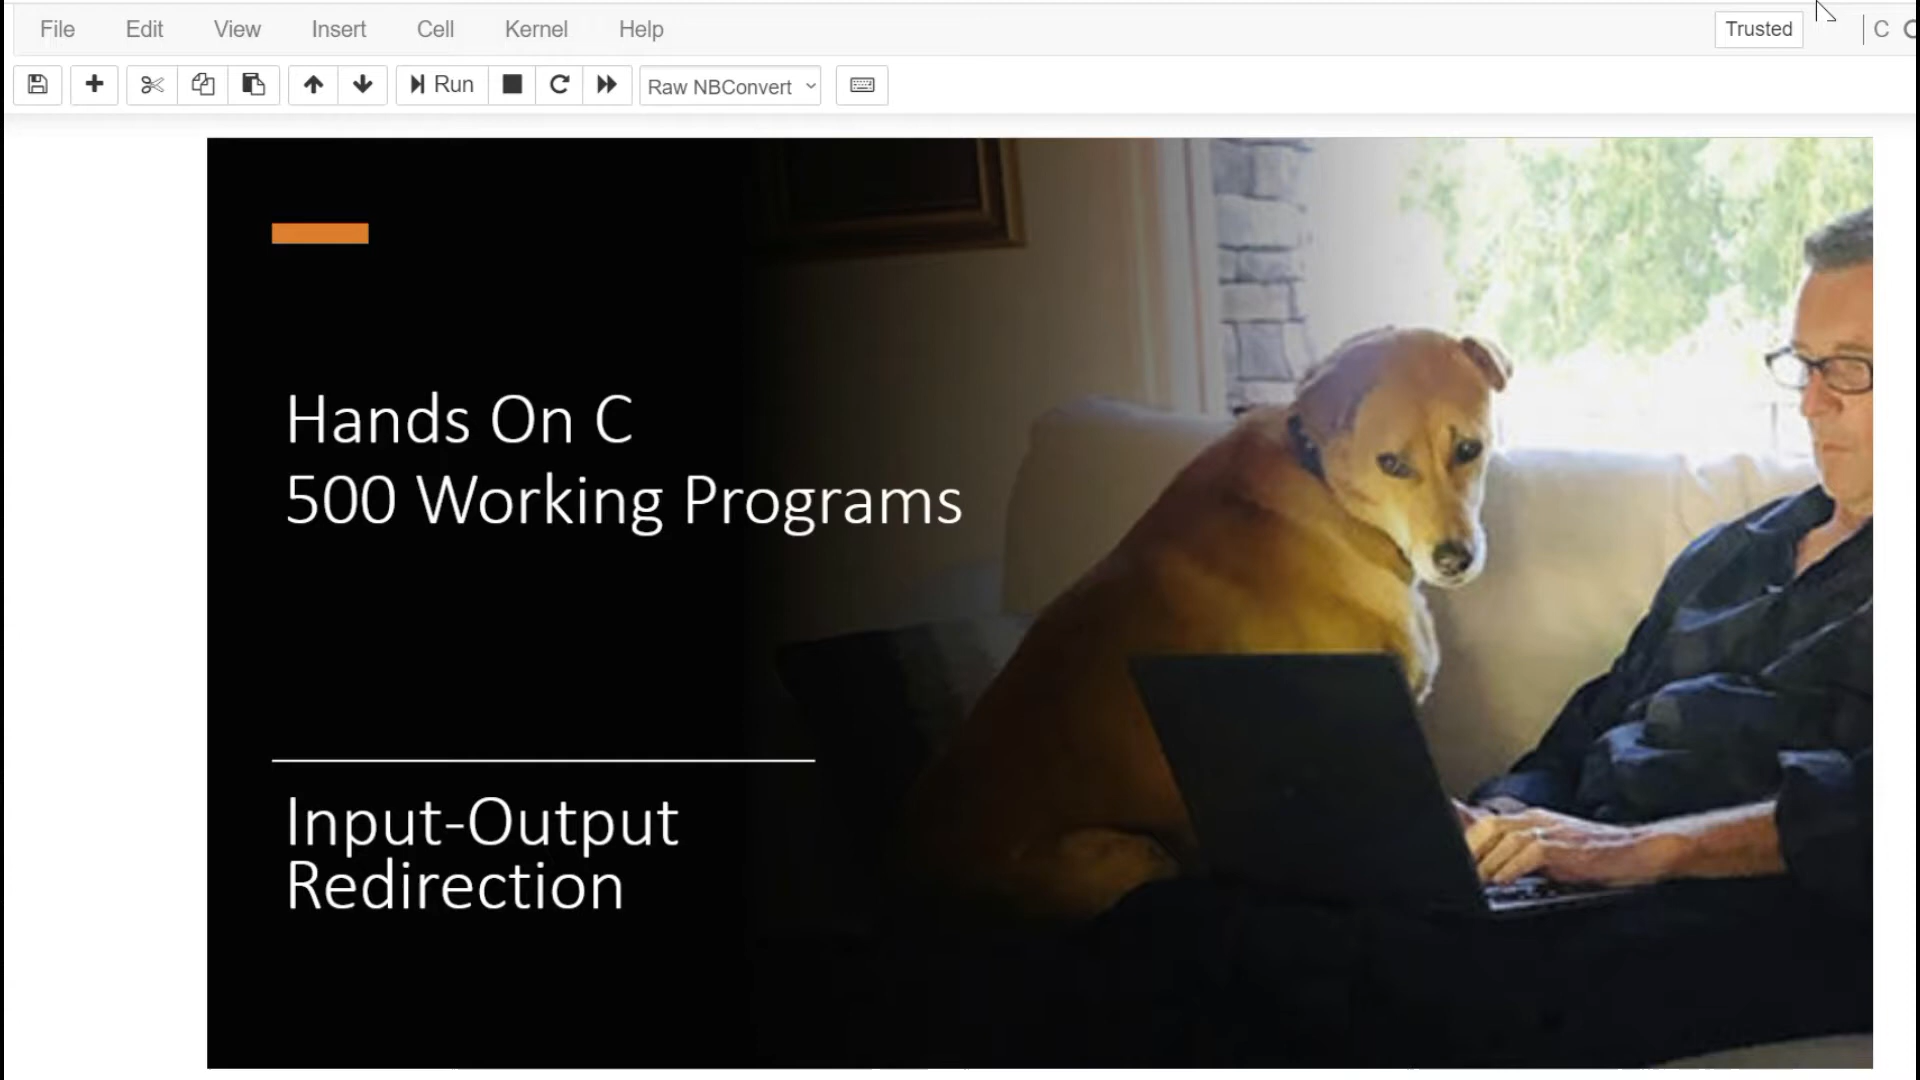 File Edit View Insert Cell Kernel Help Trusted C
Run Raw NBConvert
Hands On C
500 Working Programs
Input-Output
Redirection